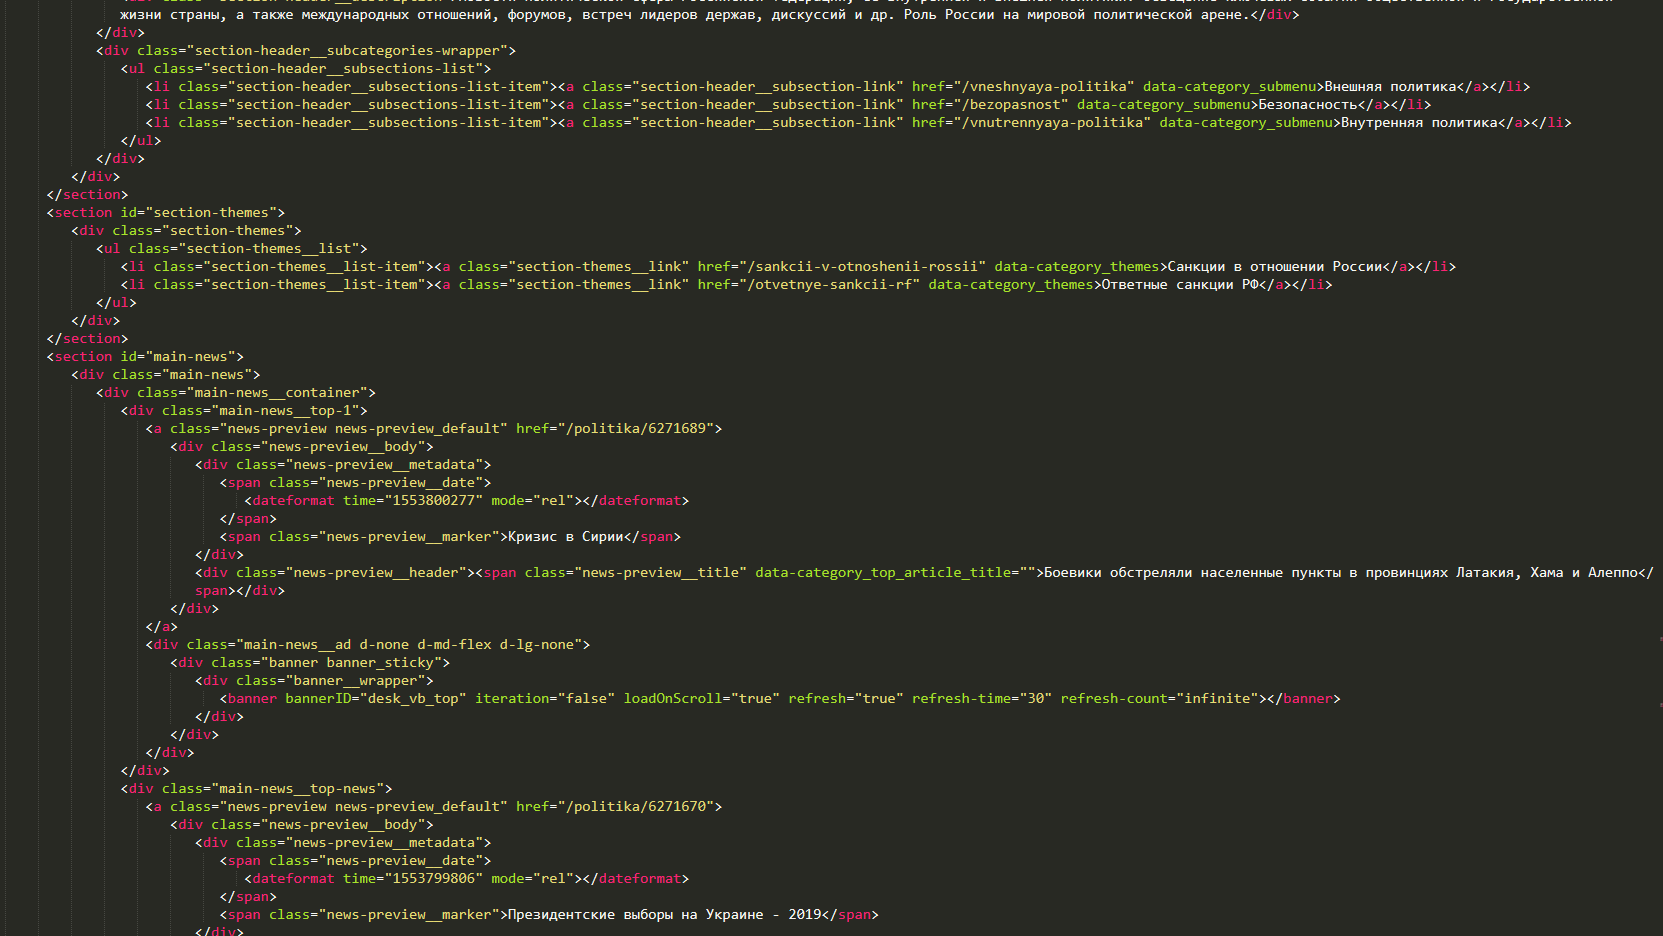 жизни страны, а также международных отношений, форумов, встреч лидеров держав, дискуссий и др. Роль России на мировой политической арене.</div>
</div>
<div class="section-header__subcategories-wrapper">
<ul class="section-header__subsections-list">
<li class="section-header__subsections-list-item"><a class="section-header__subsection-link" href="/vneshnyaya-politika" data-category_submenu>Внешняя политика</a></li>
<li class="section-header__subsections-list-item"><a class="section-header__subsection-link" href="/bezopasnost" data-category_submenu>Безопасность</a></li>
<li class="section-header__subsections-list-item"><a class="section-header__subsection-link" href="/vnutrennyaya-politika" data-category_submenu>Внутренняя политика</a></li>
</ul>
</div>
</div>
</section>
<section id="section-themes">
<div class="section-themes">
<ul class="section-themes__list">
<li class="section-themes__list-item"><a class="section-themes__link" href="/sankcii-v-otnoshenii-rossii" data-category_themes>Санкции в отношении России</a></li>
<li class="section-themes__list-item"><a class="section-themes__link" href="/otvetnye-sankcii-rf" data-category_themes>Ответные санкции РФ</a></li>
</ul>
</div>
</section>
<section id="main-news">
<div class="main-news">
<div class="main-news__container">
<div class="main-news__top-1">
<a class="news-preview news-preview_default" href="/politika/6271689">
<div class="news-preview__body">
<div class="news-preview__metadata">
<span class="news-preview__date">
<dateformat time="1553800277" mode="rel"></dateformat>
</span>
<span class="news-preview__marker">Кризис в Сирии</span>
</div>
<div class="news-preview__header"><span class="news-preview__title" data-category_top_article_title="">Боевики обстреляли населенные пункты в провинциях Латакия, Хама и Алеппо</
span></div>
</div>
</a>
<div class="main-news__ad d-none d-md-flex d-lg-none">
<div class="banner banner_sticky">
<div class="banner__wrapper">
<banner bannerID="desk_vb_top" iteration="false" loadOnScroll="true" refresh="true" refresh-time="30" refresh-count="infinite"></banner>
</div>
</div>
</div>
</div>
<div class="main-news__top-news">
<a class="news-preview news-preview_default" href="/politika/6271670">
<div class="news-preview__body">
<div class="news-preview__metadata">
<span class="news-preview__date">
<dateformat time="1553799806" mode="rel"></dateformat>
</span>
<span class="news-preview__marker">Президентские выборы на Украине - 2019</span>
</div>